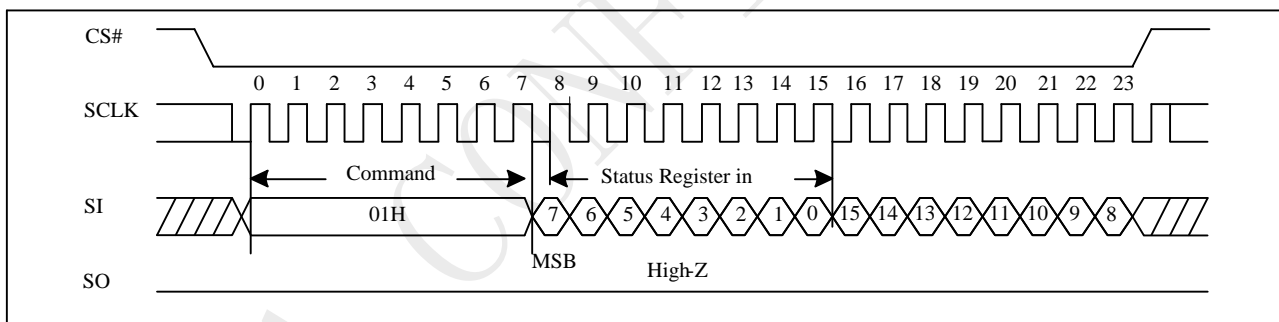 CS#
0 1 2 3 4 5 6 7 8 9 10 11 12 13 14 15 16 17 18 19 20 21 22 23
SCLK
Command Status Register in
SI 01H 7 6 5 4 3 2 1 0 15 14 13 12 11 10 9 8
MSB High-Z
SO